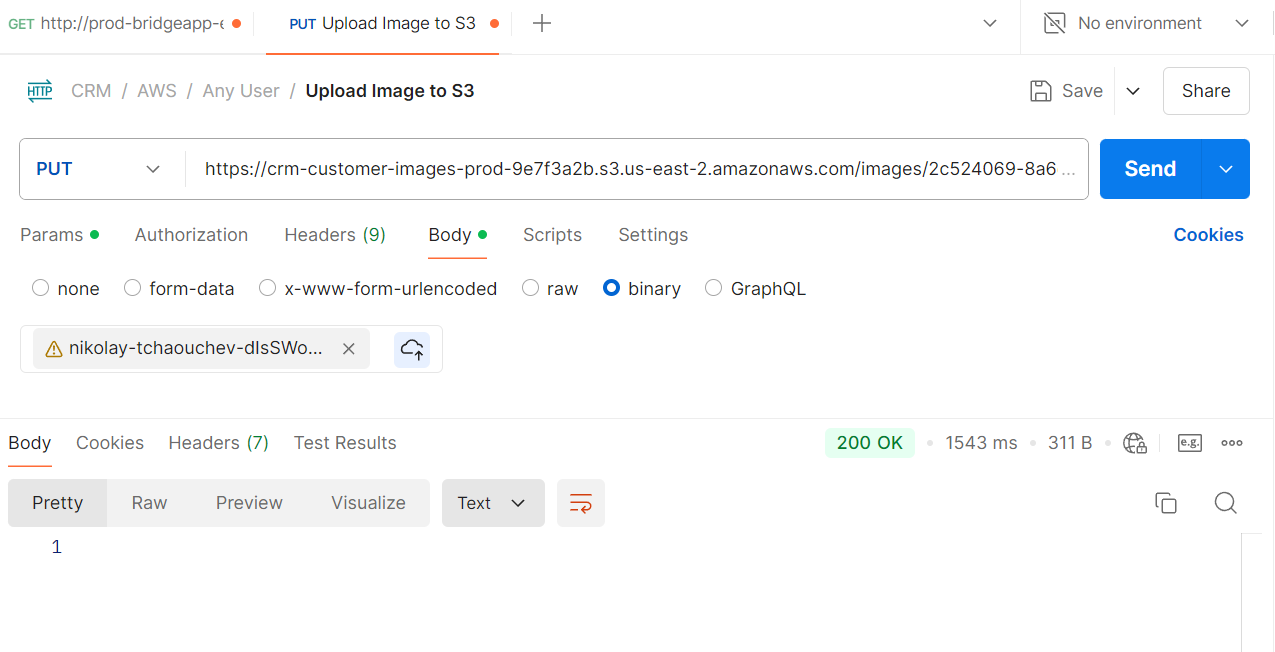 GET http://prod-bridgeapp-e PUT Upload Image to S3 No environment
HTTP CRM / AWS / Any User / Upload Image to S3 Save Share
PUT https://crm-customer-images-prod-9e7f3a2b.s3.us-east-2.amazonaws.com/images/2c524069-8a6 ... Send
Params Authorization Headers (9) Body Scripts Settings Cookies
none form-data x-www-form-urlencoded raw binary GraphQL
nikolay-tchaouchev-dIsSWo...
Body Cookies Headers (7) Test Results 200 OK 1543 ms 311 B e.g.
Pretty Raw Preview Visualize Text
1